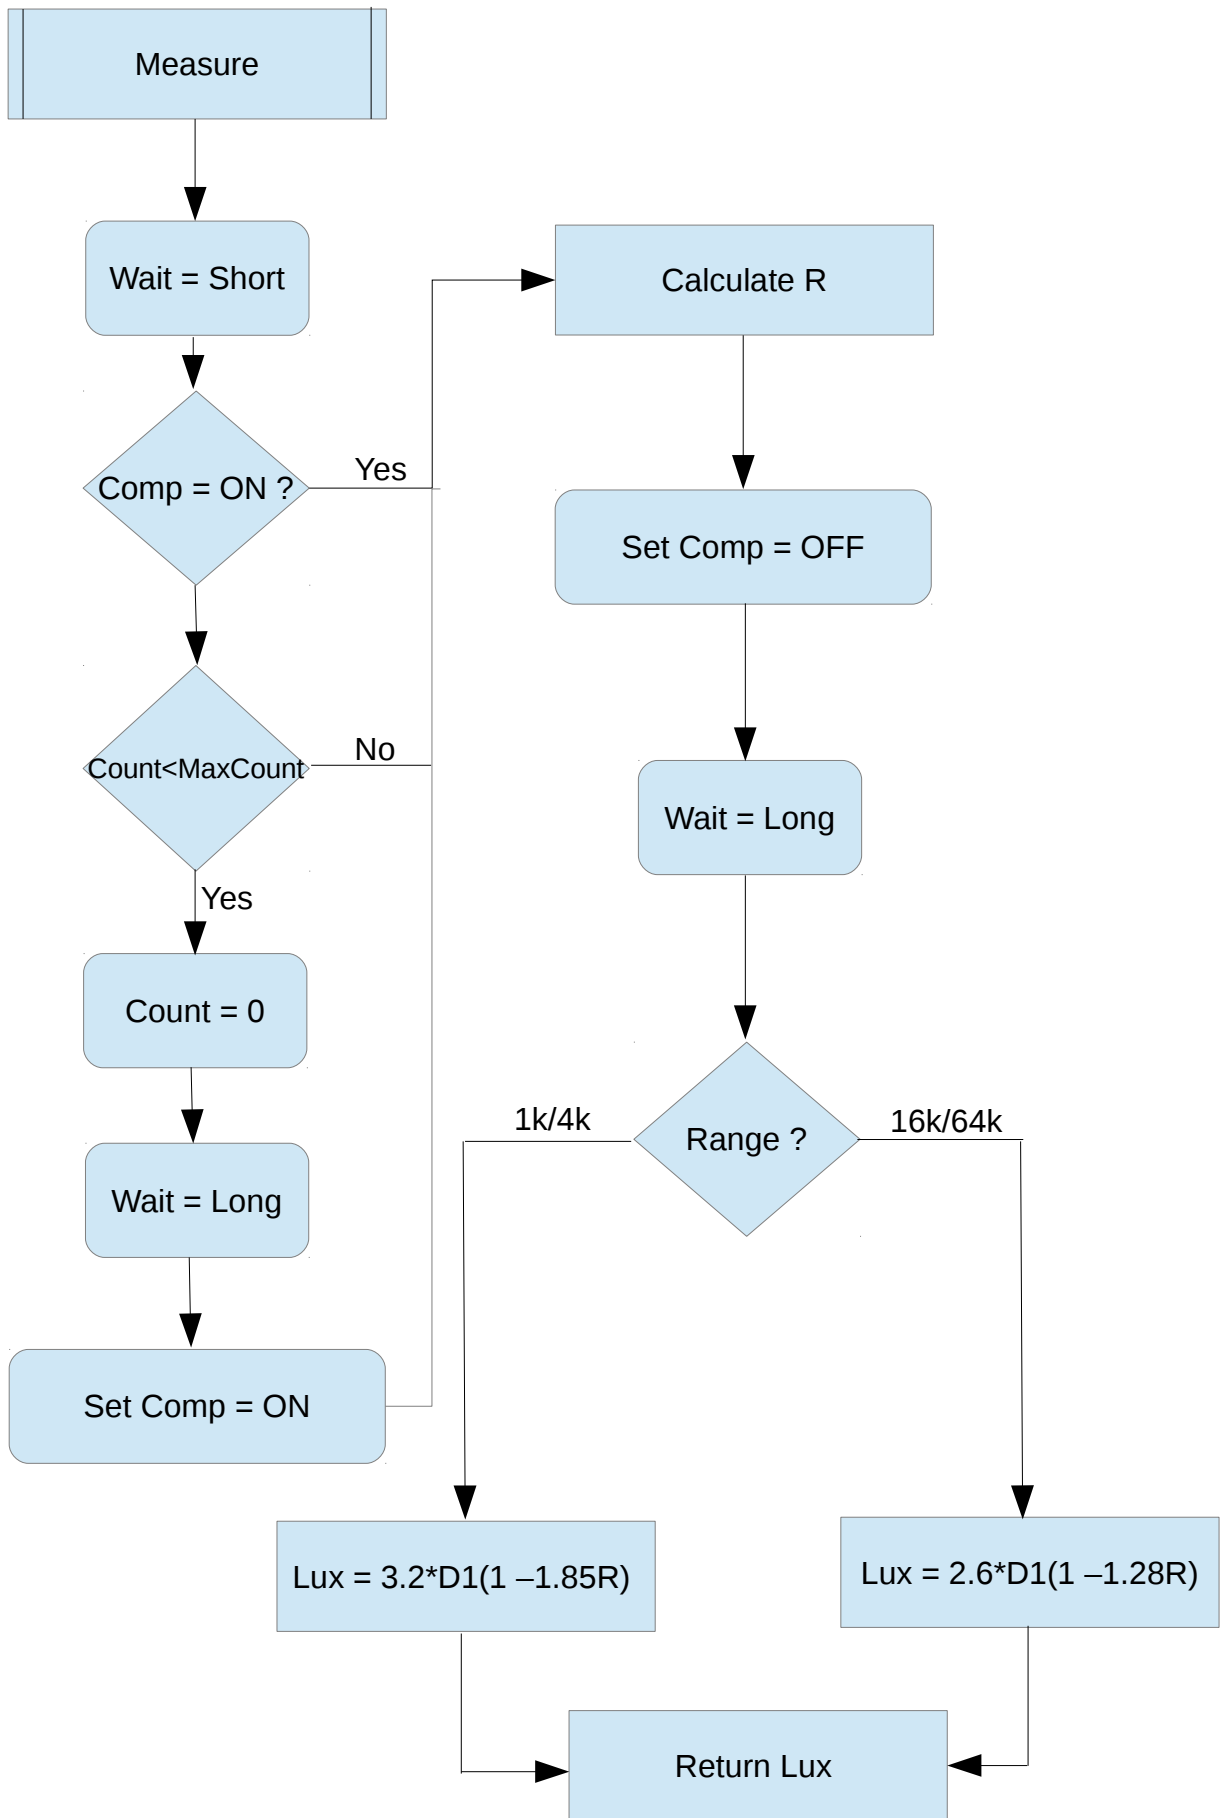 Measure
Wait = Short
Calculate R
Comp = ON ?
Yes
Set Comp = OFF
Count<MaxCount
No
Wait = Long
Yes
Count = 0
Range ?
1k/4k
16k/64k
Wait = Long
Set Comp = ON
Lux = 3.2*D1(1 –1.85R)
Lux = 2.6*D1(1 –1.28R)
Return Lux